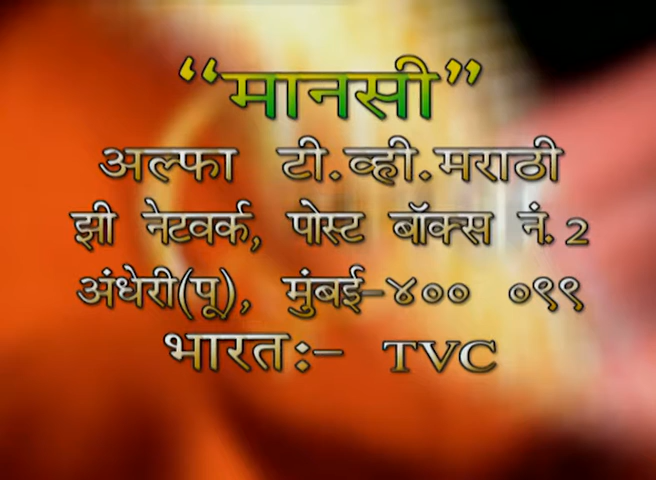 “मानसी”
अल्फा टी.व्ही.मराठी
झी नेटवर्क, पोस्ट बॉक्स नं. 2
अंधेरी(पू), मुंबई-४०० ०९९
भारत:- TVC